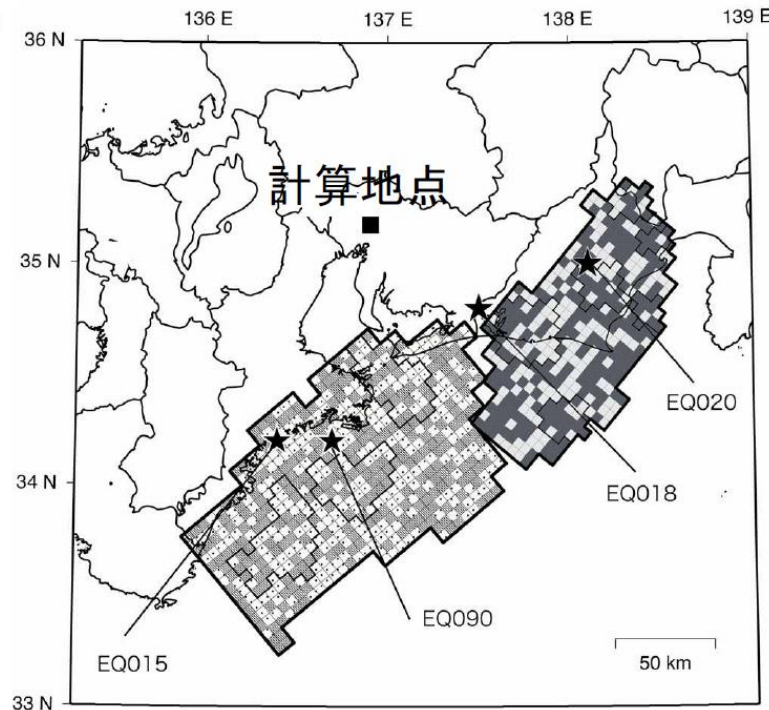 136 E 137 E 138 E 139 E
36 N
計算地点
35 N
EQ020
34 N
EQ018
EQ090
EQ015
50 km
33 N